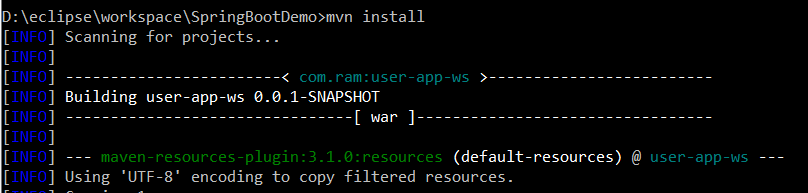 D:\eclipse\workspace\SpringBootDemo>mvn install
[INFO] Scanning for projects...
[INFO]
[INFO] -----------------------< com.ram:user-app-ws >------------------------
[INFO] Building user-app-ws 0.0.1-SNAPSHOT
[INFO] --------------------------------[ war ]---------------------------------
[INFO]
[INFO] --- maven-resources-plugin:3.1.0:resources (default-resources) @ user-app-ws ---
[INFO] Using 'UTF-8' encoding to copy filtered resources.